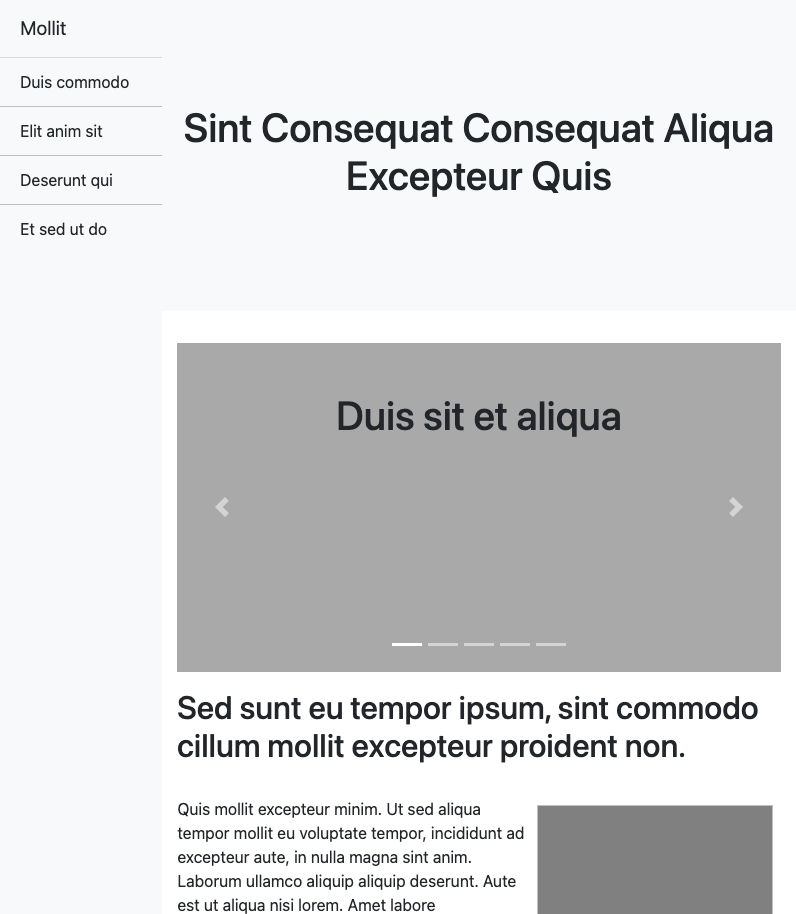 Mollit
Duis commodo
Elit anim sit
Deserunt qui
Et sed ut do
Sint Consequat Consequat Aliqua
Excepteur Quis
Duis sit et aliqua
Sed sunt eu tempor ipsum, sint commodo
cillum mollit excepteur proident non.
Quis mollit excepteur minim. Ut sed aliqua
tempor mollit eu voluptate tempor, incididunt ad
excepteur aute, in nulla magna sint anim.
Laborum ullamco aliquip aliquip deserunt. Aute
est ut aliqua nisi lorem. Amet labore